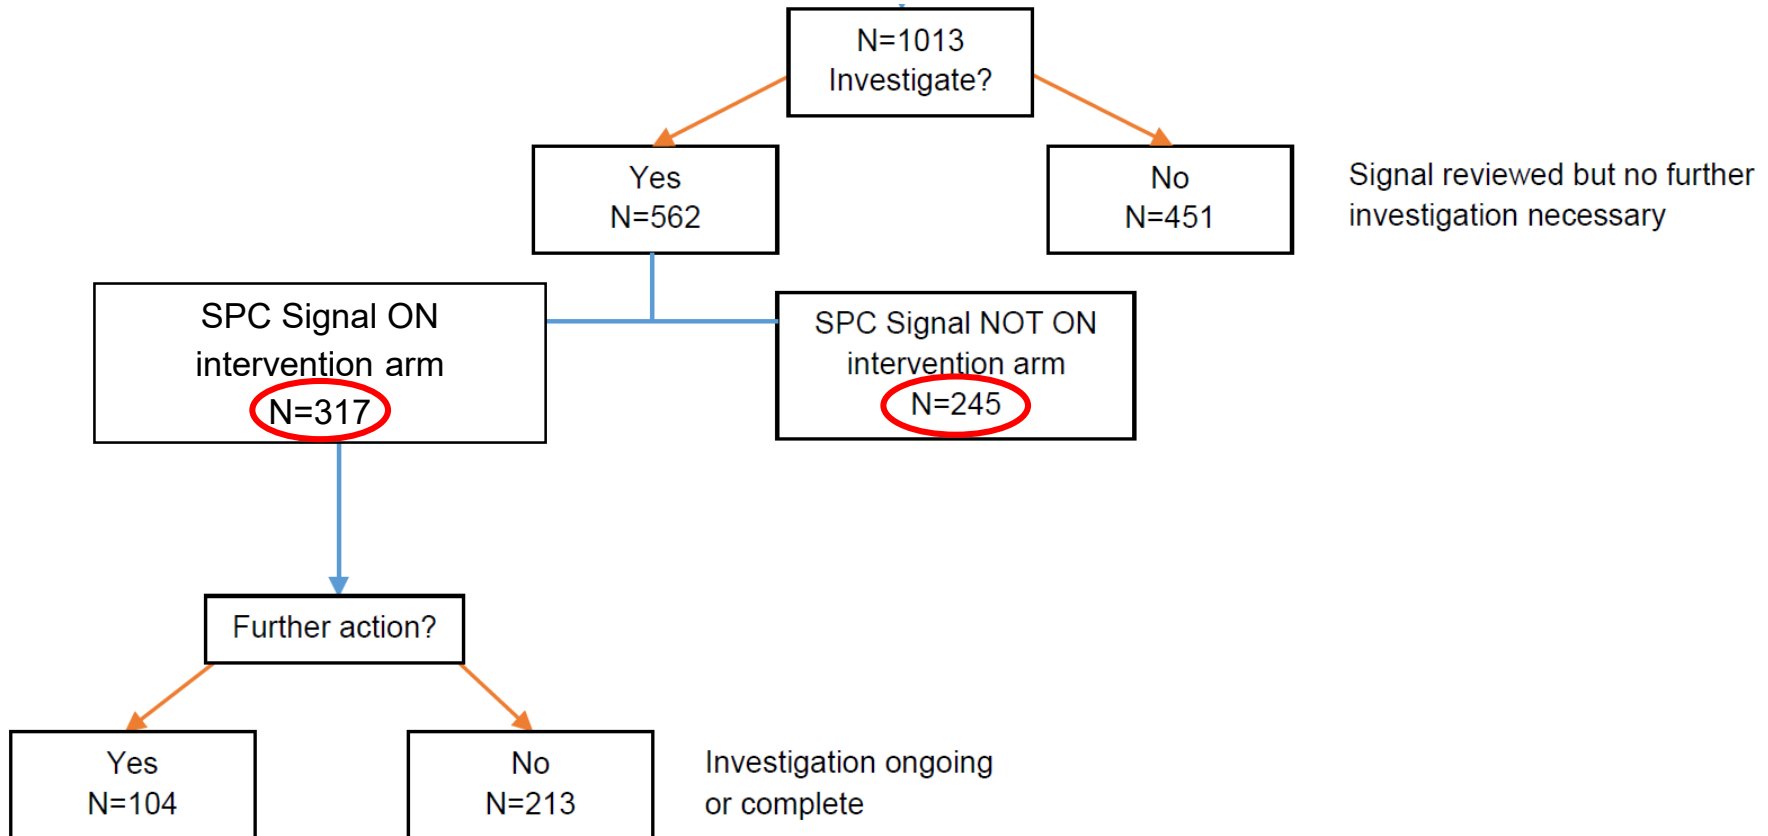 N=1013
Investigate?
Yes
N=562
No
N=451
Signal reviewed but no further
investigation necessary
SPC Signal ON
intervention arm
N=317
SPC Signal NOT ON
intervention arm
N=245
Further action?
Yes
N=104
No
N=213
Investigation ongoing
or complete